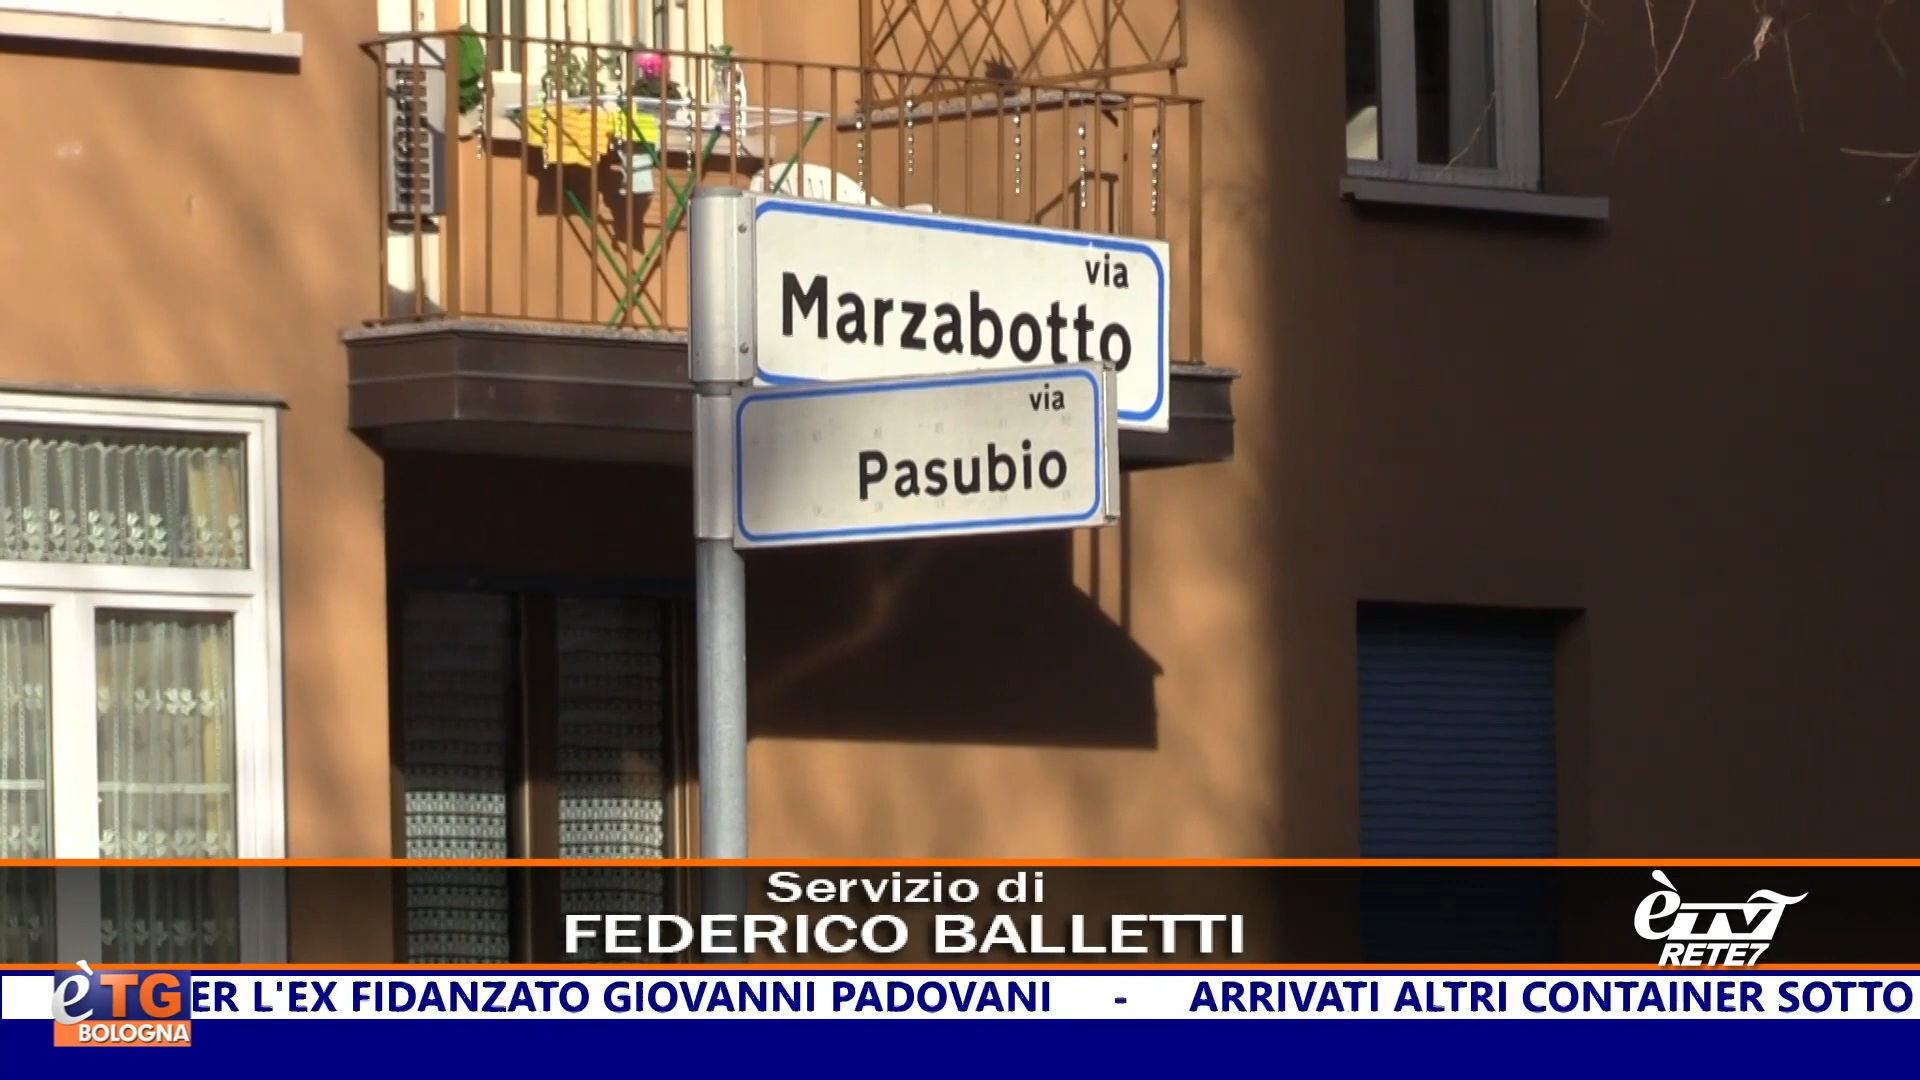 via
Marzabotto
via
Pasubio
Servizio di
FEDERICO BALLETTI
èTV
RETE7
èTG
BOLOGNA
ER L'EX FIDANZATO GIOVANNI PADOVANI - ARRIVATI ALTRI CONTAINER SOTTO